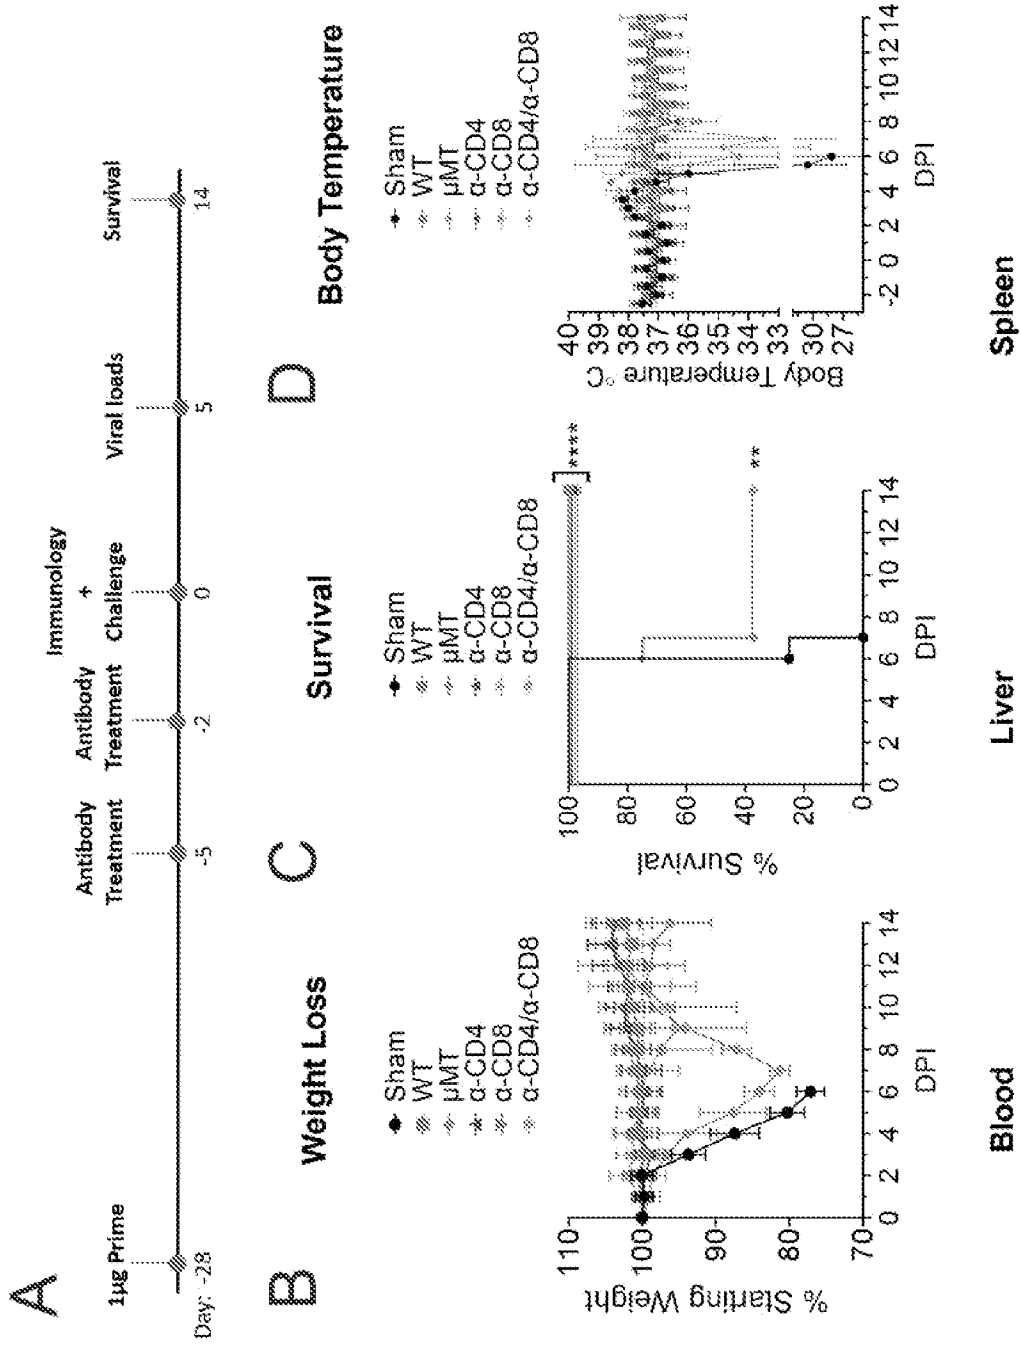 A
1µg Prime
Antibody
Treatment
Antibody
Treatment
Immunology
+
Challenge
Viral loads
Survival
Day: -28
-5
-2
0
5
14
B
Weight Loss
Sham
WT
µMT
α-CD4
α-CD8
α-CD4/α-CD8
% Starting Weight
110
100
90
80
70
0 2 4 6 8 10 12 14
DPI
C
Survival
Sham
WT
µMT
α-CD4
α-CD8
α-CD4/α-CD8
% Survival
100
80
60
40
20
0
****
**
0 2 4 6 8 10 12 14
DPI
D
Body Temperature
Sham
WT
µMT
α-CD4
α-CD8
α-CD4/α-CD8
Body Temperature °C
40
39
38
37
36
35
34
33
30
27
-2 0 2 4 6 8 10 12 14
DPI
Blood
Liver
Spleen